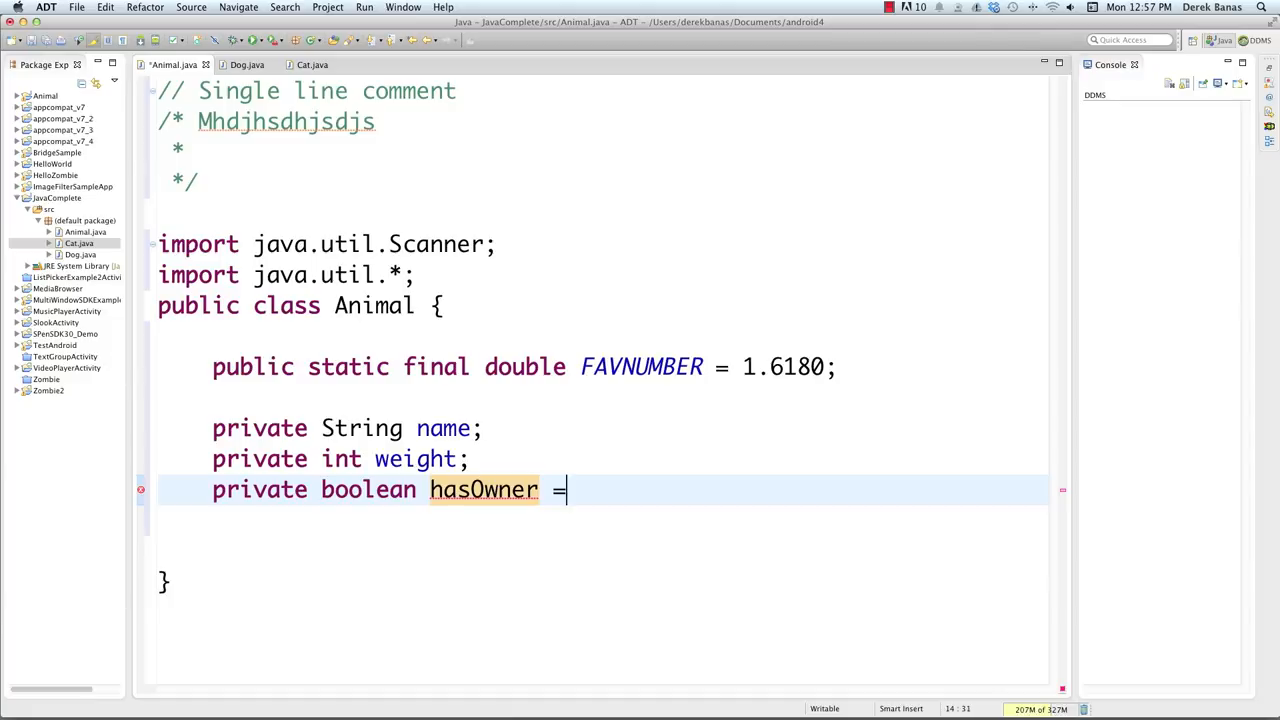 ADT File Edit Refactor Source Navigate Search Project Run Window Help 10 Mon 12:57 PM Derek Banas
Java - JavaComplete/src/Animal.java - ADT - /Users/derekbanas/Documents/android4
Quick Access Java DDMS
Package Exp
*Animal.java Dog.java Cat.java
Console
DDMS
Animal
appcompat_v7
appcompat_v7_2
appcompat_v7_3
appcompat_v7_4
BridgeSample
HelloWorld
HelloZombie
ImageFilterSampleApp
JavaComplete
src
(default package)
Animal.java
Cat.java
Dog.java
JRE System Library [Ja
ListPickerExample2Activi
MediaBrowser
MultiWindowSDKExample
MusicPlayerActivity
SlookActivity
SPenSDK30_Demo
TestAndroid
TextGroupActivity
VideoPlayerActivity
Zombie
Zombie2
// Single line comment
/* Mhdjhsdhjsdjs
*
*/
import java.util.Scanner;
import java.util.*;
public class Animal {
public static final double FAVNUMBER = 1.6180;
private String name;
private int weight;
private boolean hasOwner =
}
Writable Smart Insert 14 : 31 207M of 327M